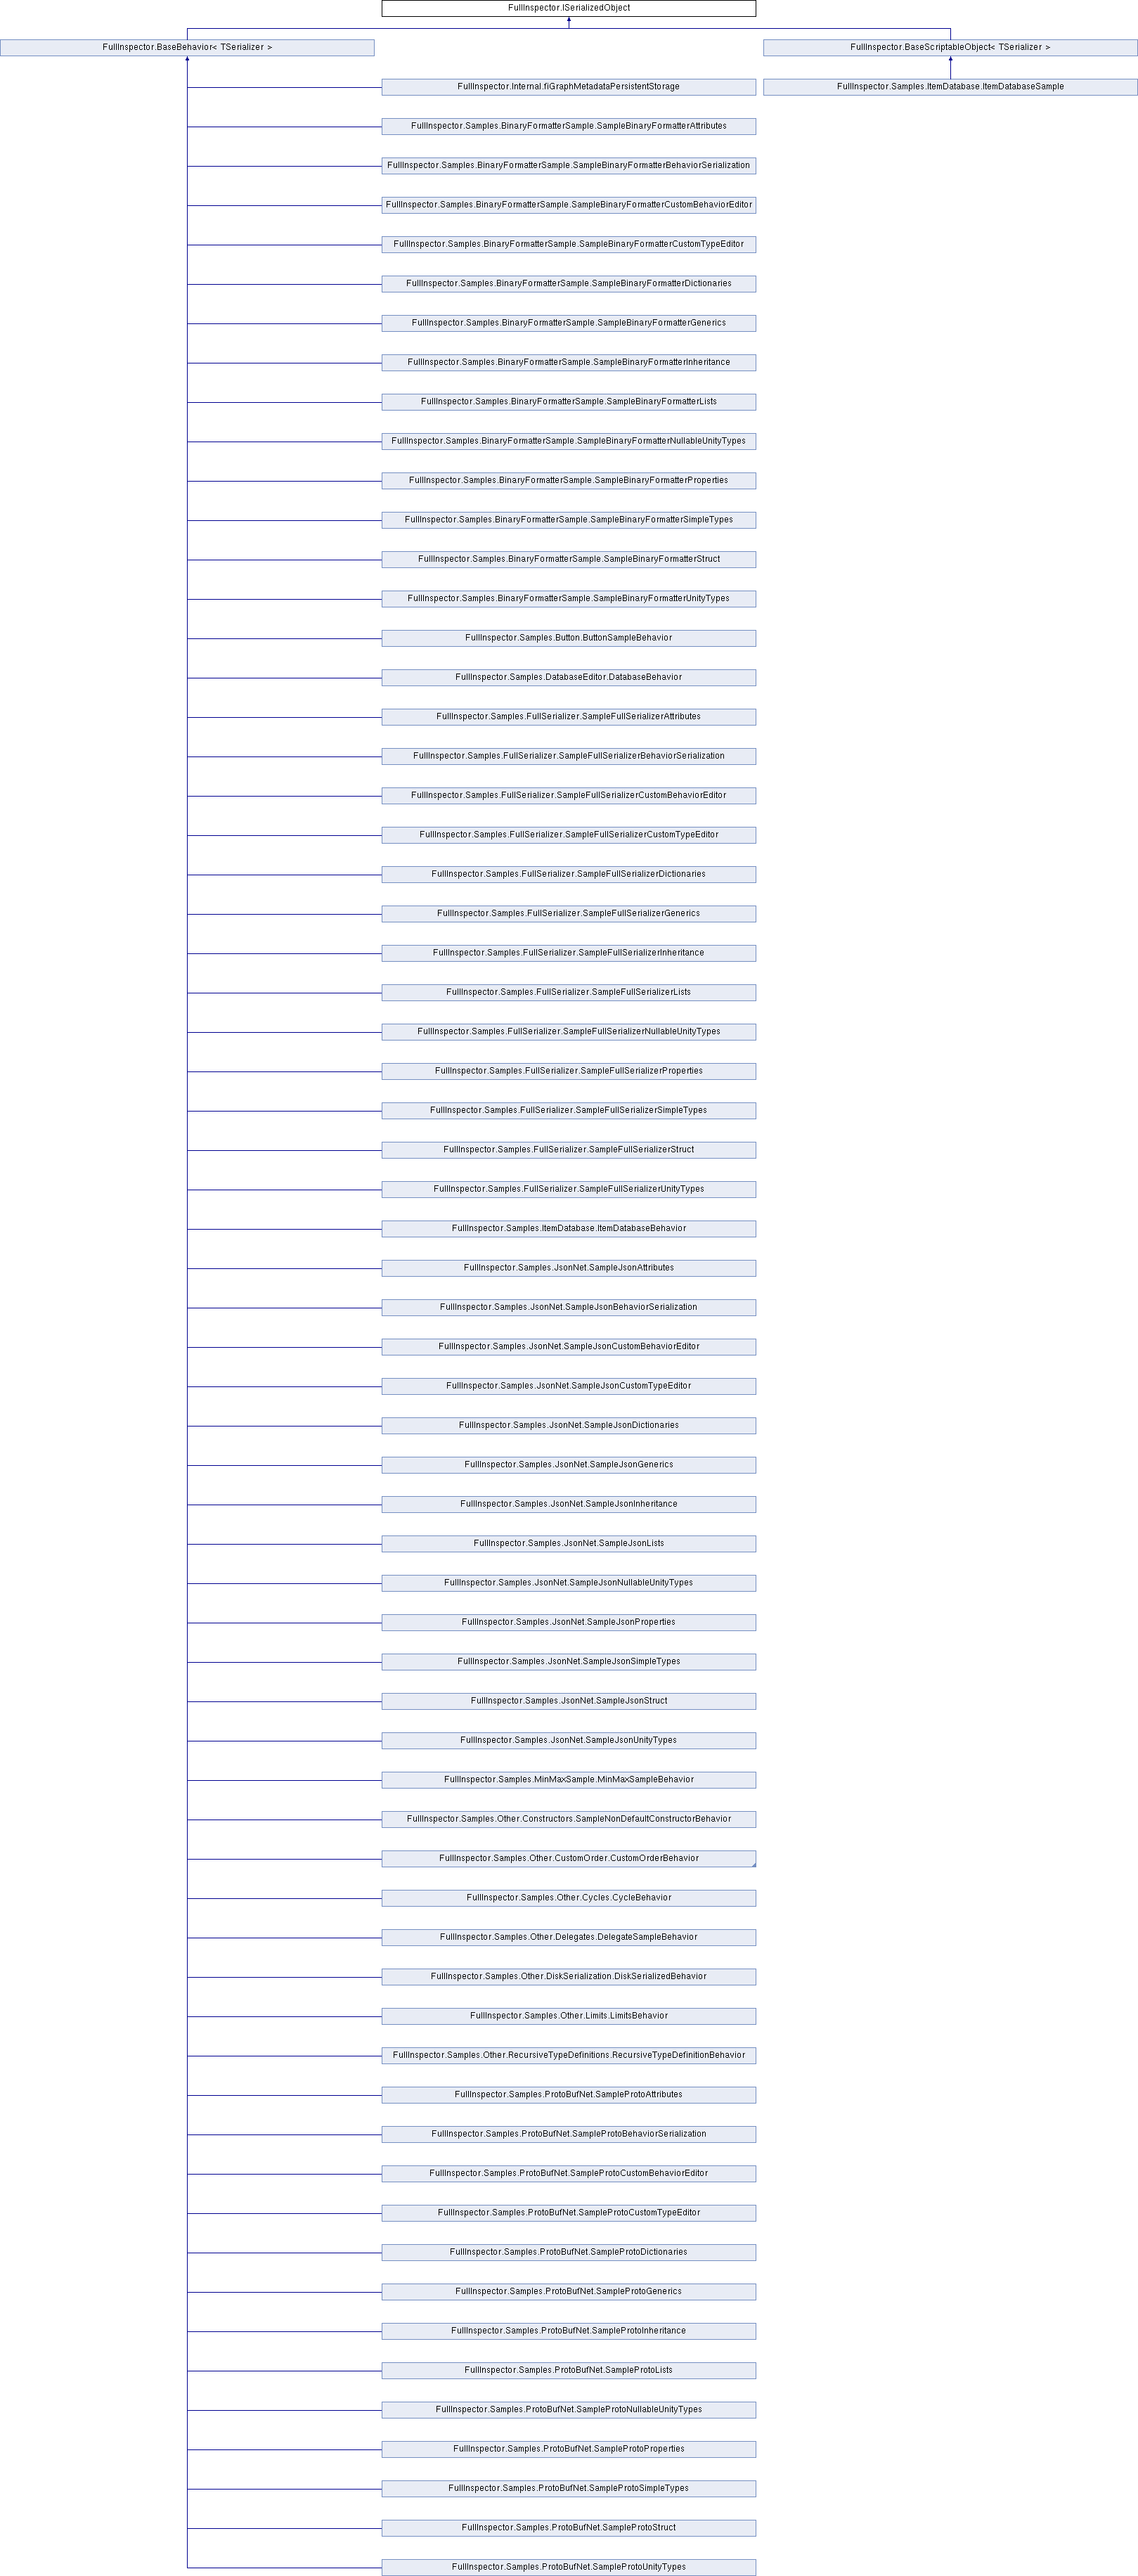 FullInspector.ISerializedObject
FullInspector.BaseBehavior< TSerializer >
FullInspector.BaseScriptableObject< TSerializer >
FullInspector.Internal.fiGraphMetadataPersistentStorage
FullInspector.Samples.ItemDatabase.ItemDatabaseSample
FullInspector.Samples.BinaryFormatterSample.SampleBinaryFormatterAttributes
FullInspector.Samples.BinaryFormatterSample.SampleBinaryFormatterBehaviorSerialization
FullInspector.Samples.BinaryFormatterSample.SampleBinaryFormatterCustomBehaviorEditor
FullInspector.Samples.BinaryFormatterSample.SampleBinaryFormatterCustomTypeEditor
FullInspector.Samples.BinaryFormatterSample.SampleBinaryFormatterDictionaries
FullInspector.Samples.BinaryFormatterSample.SampleBinaryFormatterGenerics
FullInspector.Samples.BinaryFormatterSample.SampleBinaryFormatterInheritance
FullInspector.Samples.BinaryFormatterSample.SampleBinaryFormatterLists
FullInspector.Samples.BinaryFormatterSample.SampleBinaryFormatterNullableUnityTypes
FullInspector.Samples.BinaryFormatterSample.SampleBinaryFormatterProperties
FullInspector.Samples.BinaryFormatterSample.SampleBinaryFormatterSimpleTypes
FullInspector.Samples.BinaryFormatterSample.SampleBinaryFormatterStruct
FullInspector.Samples.BinaryFormatterSample.SampleBinaryFormatterUnityTypes
FullInspector.Samples.Button.ButtonSampleBehavior
FullInspector.Samples.DatabaseEditor.DatabaseBehavior
FullInspector.Samples.FullSerializer.SampleFullSerializerAttributes
FullInspector.Samples.FullSerializer.SampleFullSerializerBehaviorSerialization
FullInspector.Samples.FullSerializer.SampleFullSerializerCustomBehaviorEditor
FullInspector.Samples.FullSerializer.SampleFullSerializerCustomTypeEditor
FullInspector.Samples.FullSerializer.SampleFullSerializerDictionaries
FullInspector.Samples.FullSerializer.SampleFullSerializerGenerics
FullInspector.Samples.FullSerializer.SampleFullSerializerInheritance
FullInspector.Samples.FullSerializer.SampleFullSerializerLists
FullInspector.Samples.FullSerializer.SampleFullSerializerNullableUnityTypes
FullInspector.Samples.FullSerializer.SampleFullSerializerProperties
FullInspector.Samples.FullSerializer.SampleFullSerializerSimpleTypes
FullInspector.Samples.FullSerializer.SampleFullSerializerStruct
FullInspector.Samples.FullSerializer.SampleFullSerializerUnityTypes
FullInspector.Samples.ItemDatabase.ItemDatabaseBehavior
FullInspector.Samples.JsonNet.SampleJsonAttributes
FullInspector.Samples.JsonNet.SampleJsonBehaviorSerialization
FullInspector.Samples.JsonNet.SampleJsonCustomBehaviorEditor
FullInspector.Samples.JsonNet.SampleJsonCustomTypeEditor
FullInspector.Samples.JsonNet.SampleJsonDictionaries
FullInspector.Samples.JsonNet.SampleJsonGenerics
FullInspector.Samples.JsonNet.SampleJsonInheritance
FullInspector.Samples.JsonNet.SampleJsonLists
FullInspector.Samples.JsonNet.SampleJsonNullableUnityTypes
FullInspector.Samples.JsonNet.SampleJsonProperties
FullInspector.Samples.JsonNet.SampleJsonSimpleTypes
FullInspector.Samples.JsonNet.SampleJsonStruct
FullInspector.Samples.JsonNet.SampleJsonUnityTypes
FullInspector.Samples.MinMaxSample.MinMaxSampleBehavior
FullInspector.Samples.Other.Constructors.SampleNonDefaultConstructorBehavior
FullInspector.Samples.Other.CustomOrder.CustomOrderBehavior
FullInspector.Samples.Other.Cycles.CycleBehavior
FullInspector.Samples.Other.Delegates.DelegateSampleBehavior
FullInspector.Samples.Other.DiskSerialization.DiskSerializedBehavior
FullInspector.Samples.Other.Limits.LimitsBehavior
FullInspector.Samples.Other.RecursiveTypeDefinitions.RecursiveTypeDefinitionBehavior
FullInspector.Samples.ProtoBufNet.SampleProtoAttributes
FullInspector.Samples.ProtoBufNet.SampleProtoBehaviorSerialization
FullInspector.Samples.ProtoBufNet.SampleProtoCustomBehaviorEditor
FullInspector.Samples.ProtoBufNet.SampleProtoCustomTypeEditor
FullInspector.Samples.ProtoBufNet.SampleProtoDictionaries
FullInspector.Samples.ProtoBufNet.SampleProtoGenerics
FullInspector.Samples.ProtoBufNet.SampleProtoInheritance
FullInspector.Samples.ProtoBufNet.SampleProtoLists
FullInspector.Samples.ProtoBufNet.SampleProtoNullableUnityTypes
FullInspector.Samples.ProtoBufNet.SampleProtoProperties
FullInspector.Samples.ProtoBufNet.SampleProtoSimpleTypes
FullInspector.Samples.ProtoBufNet.SampleProtoStruct
FullInspector.Samples.ProtoBufNet.SampleProtoUnityTypes